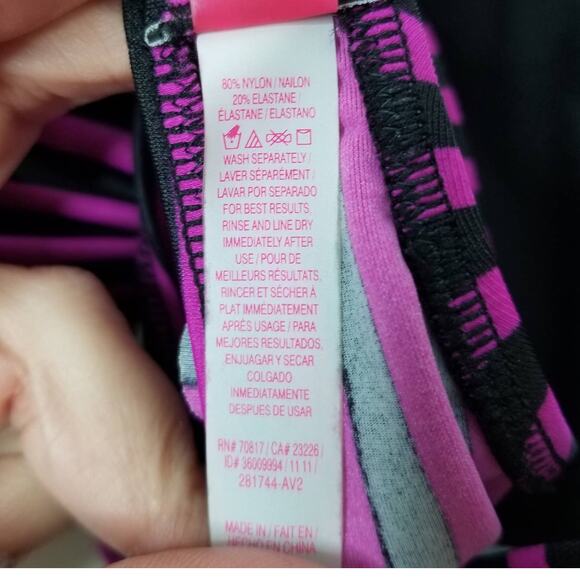 80% NYLON / NAILON
20% ELASTANE /
ÉLASTANE / ELASTANO
WASH SEPARATELY /
LAVER SÉPARÉMENT /
LAVAR POR SEPARADO
FOR BEST RESULTS,
RINSE AND LINE DRY
IMMEDIATELY AFTER
USE / POUR DE
MEILLEURS RÉSULTATS,
RINCER ET SÉCHER À
PLAT IMMÉDIATEMENT
APRÈS USAGE / PARA
MEJORES RESULTADOS,
ENJUAGAR Y SECAR
COLGADO
INMEDIATAMENTE
DESPUES DE USAR
RN# 70817 / CA# 23226 /
ID# 36009994 / 11 11 /
281744-AV2
MADE IN / FAIT EN /
HECHO EN CHINA